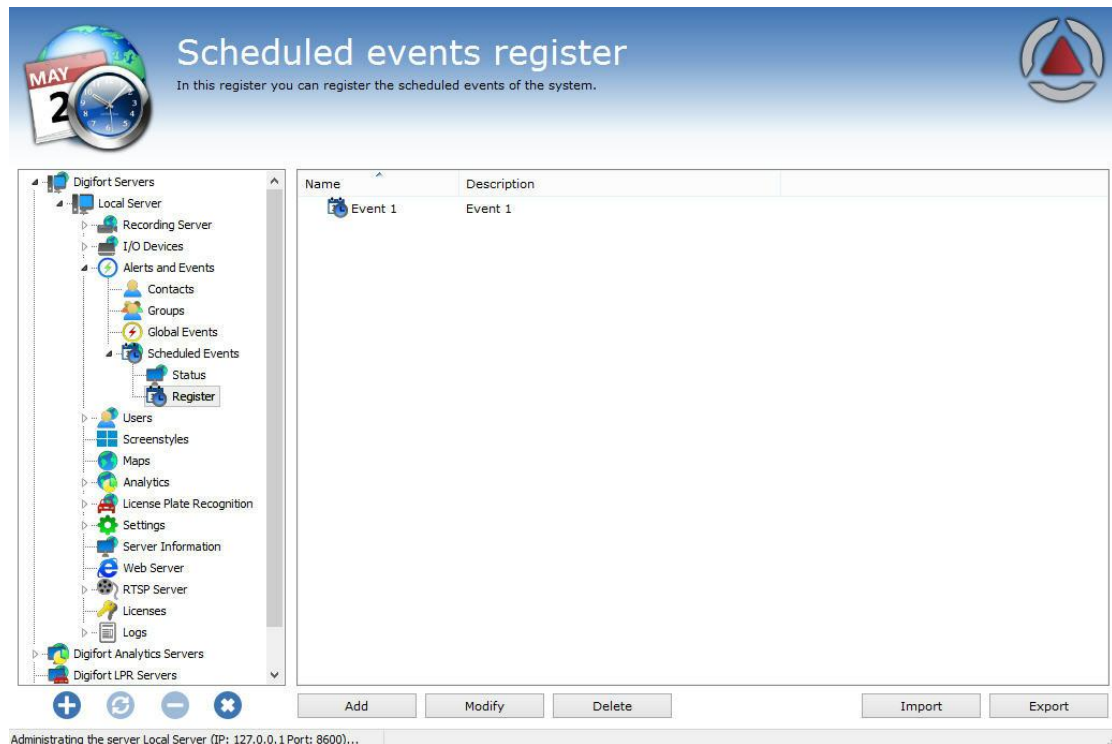 Scheduled events register
In this register you can register the scheduled events of the system.
MAY
2
Digifort Servers
Local Server
Recording Server
I/O Devices
Alerts and Events
Contacts
Groups
Global Events
Scheduled Events
Status
Register
Users
Screenstyles
Maps
Analytics
License Plate Recognition
Settings
Server Information
Web Server
RTSP Server
Licenses
Logs
Digifort Analytics Servers
Digifort LPR Servers
Name Description
Event 1 Event 1
Add Modify Delete Import Export
Administrating the server Local Server (IP: 127.0.0.1 Port: 8600)...